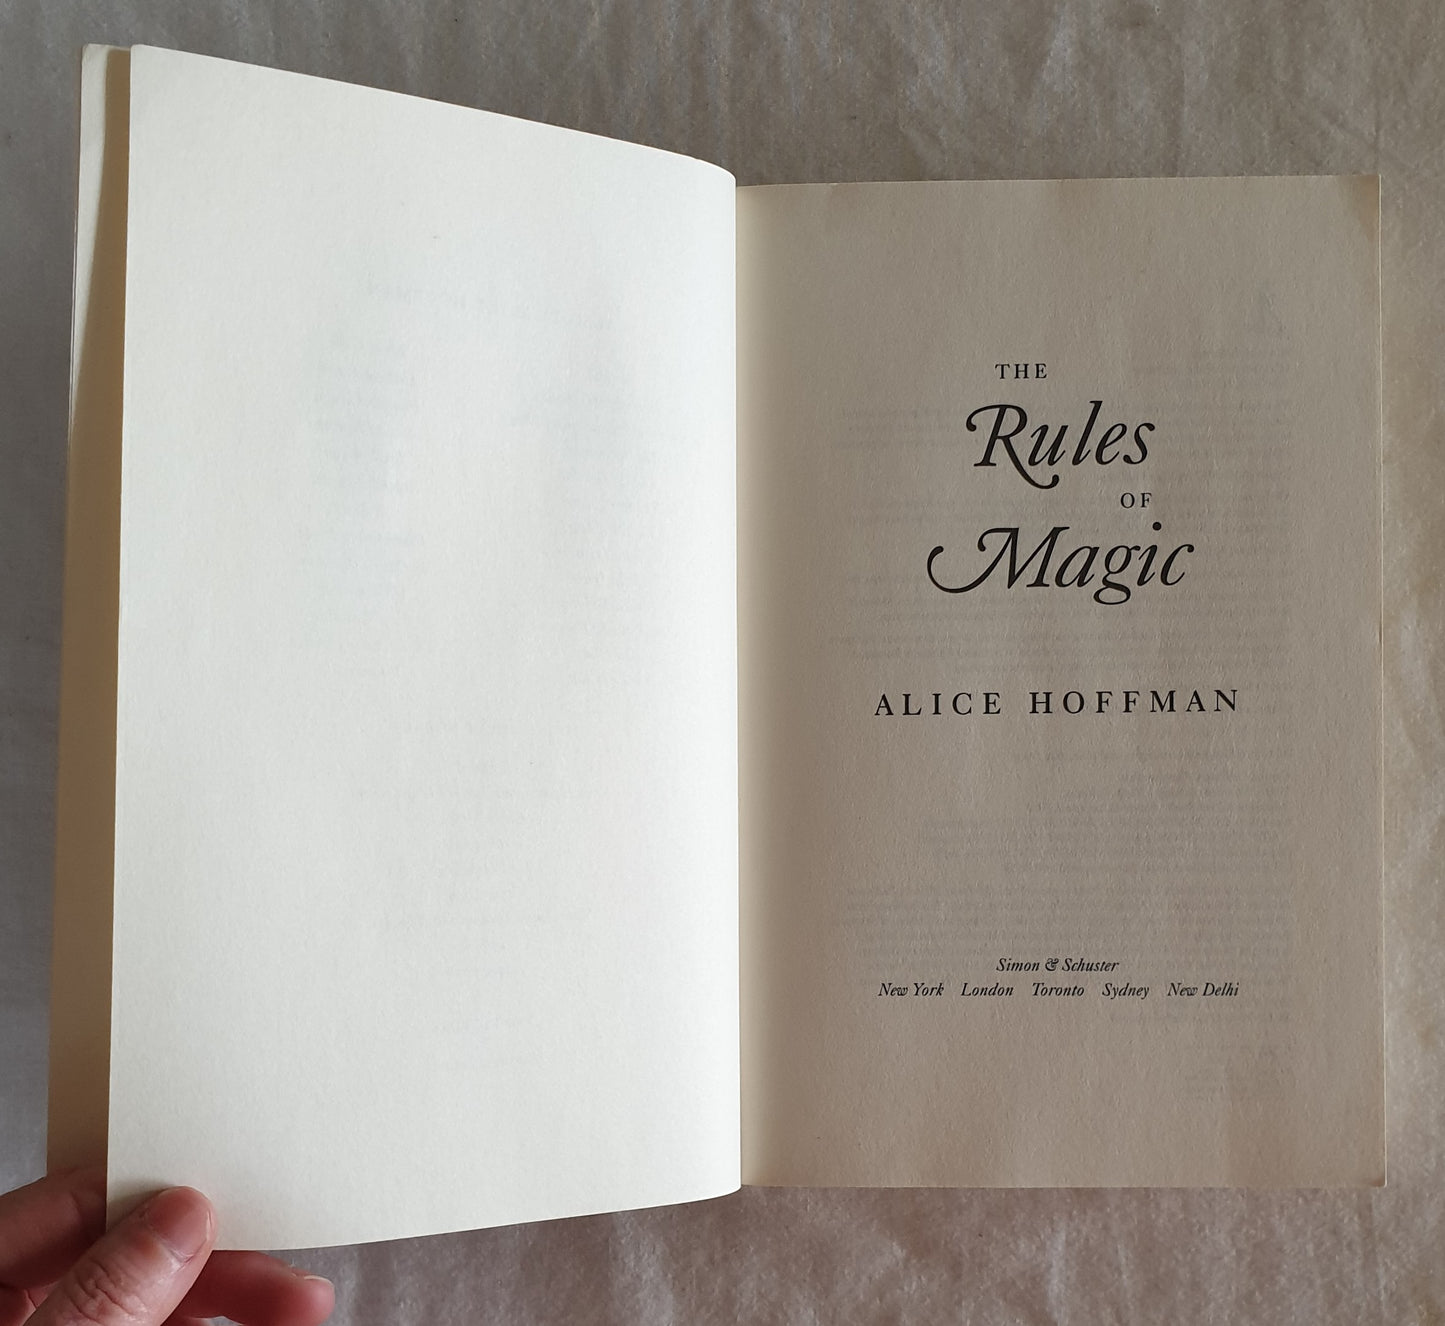 THE
Rules
OF
Magic
ALICE HOFFMAN
Simon & Schuster
New York London Toronto Sydney New Delhi